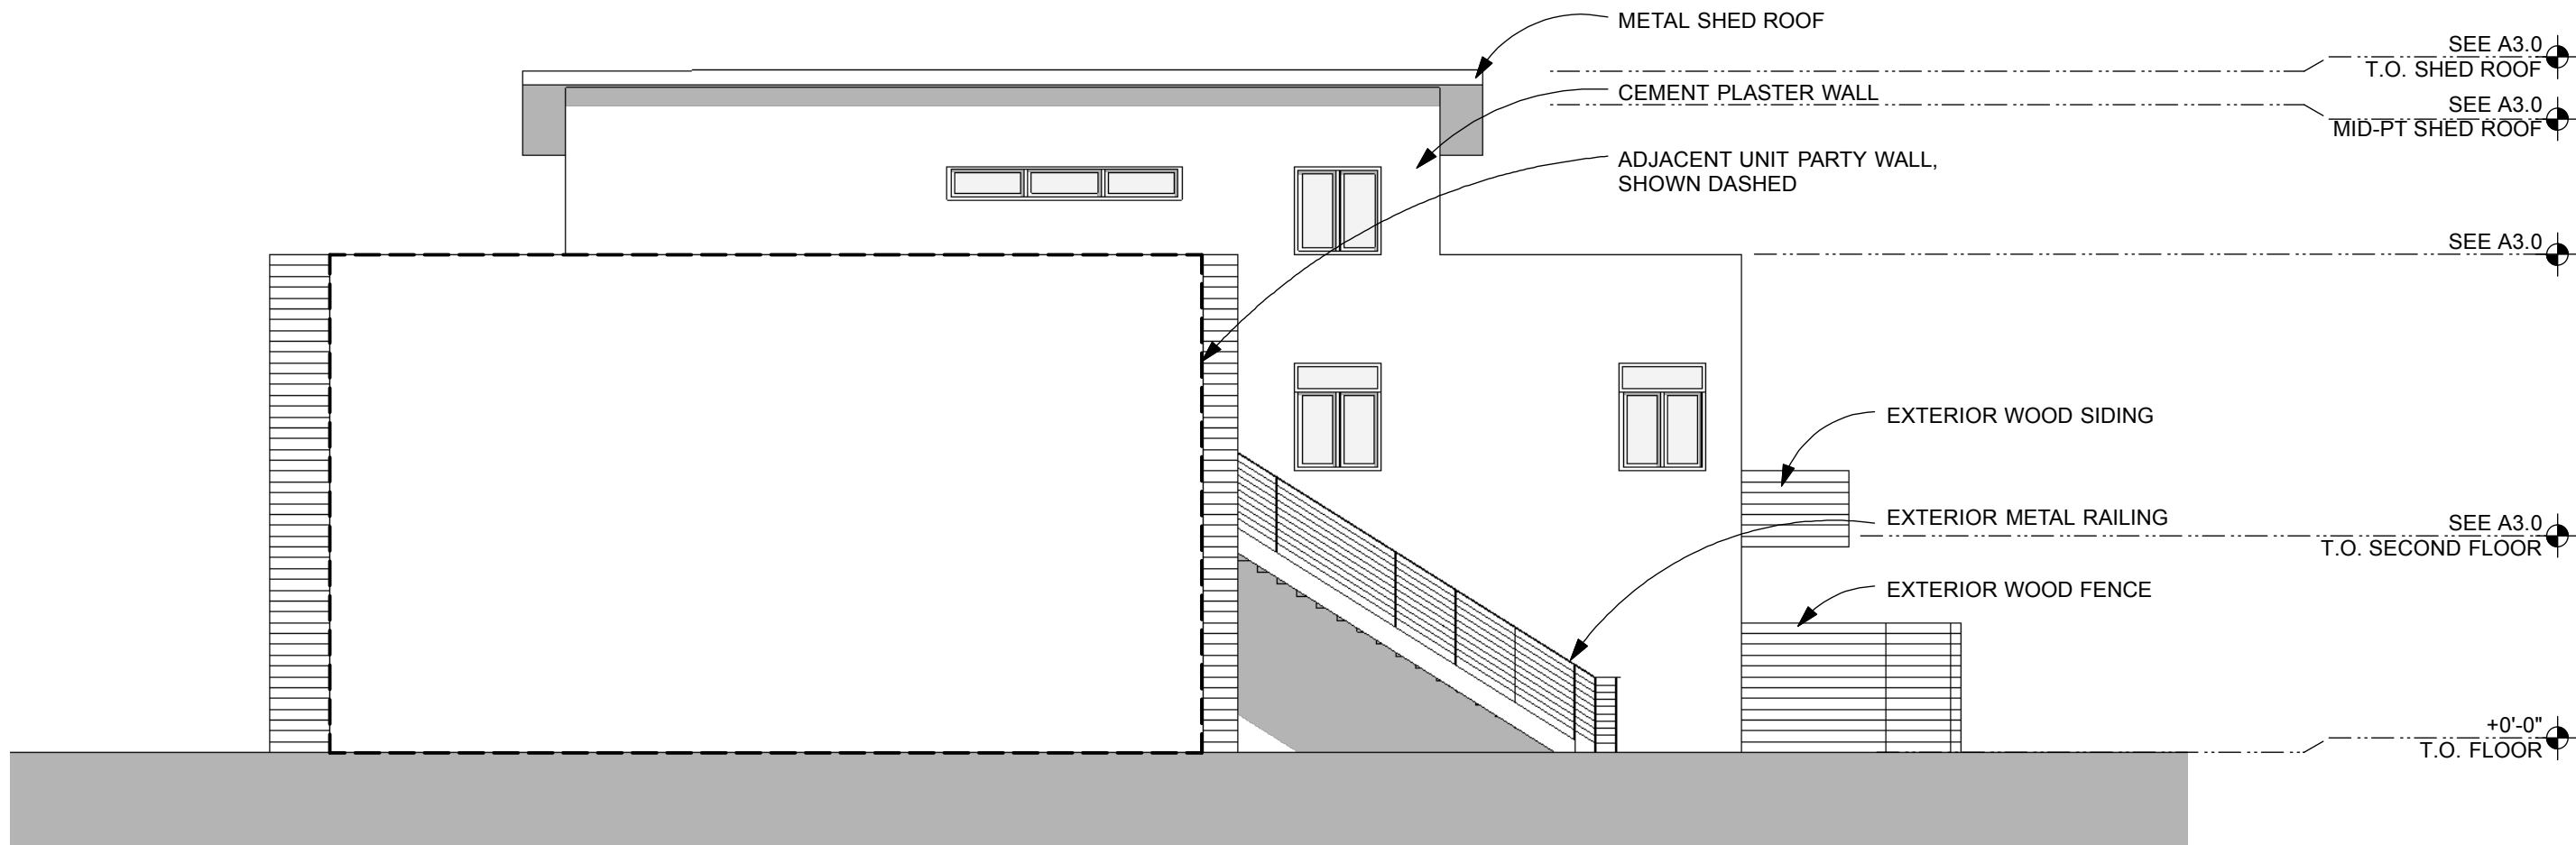 METAL SHED ROOF
SEE A3.0
T.O. SHED ROOF
CEMENT PLASTER WALL
SEE A3.0
MID-PT SHED ROOF
ADJACENT UNIT PARTY WALL,
SHOWN DASHED
SEE A3.0
EXTERIOR WOOD SIDING
EXTERIOR METAL RAILING
SEE A3.0
T.O. SECOND FLOOR
EXTERIOR WOOD FENCE
+0'-0"
T.O. FLOOR